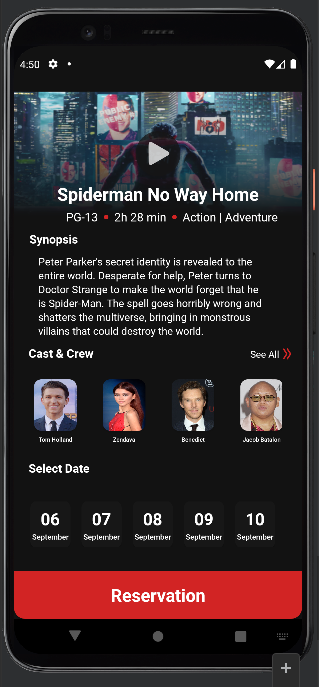 4:50
Spiderman No Way Home
PG-13 • 2h 28 min • Action | Adventure
Synopsis
Peter Parker's secret identity is revealed to the
entire world. Desperate for help, Peter turns to
Doctor Strange to make the world forget that he
is Spider-Man. The spell goes horribly wrong and
shatters the multiverse, bringing in monstrous
villains that could destroy the world.
Cast & Crew
See All
Tom Holland
Zendava
Benedict
Jacob Batalon
Select Date
06 07 08 09 10
September September September September September
Reservation